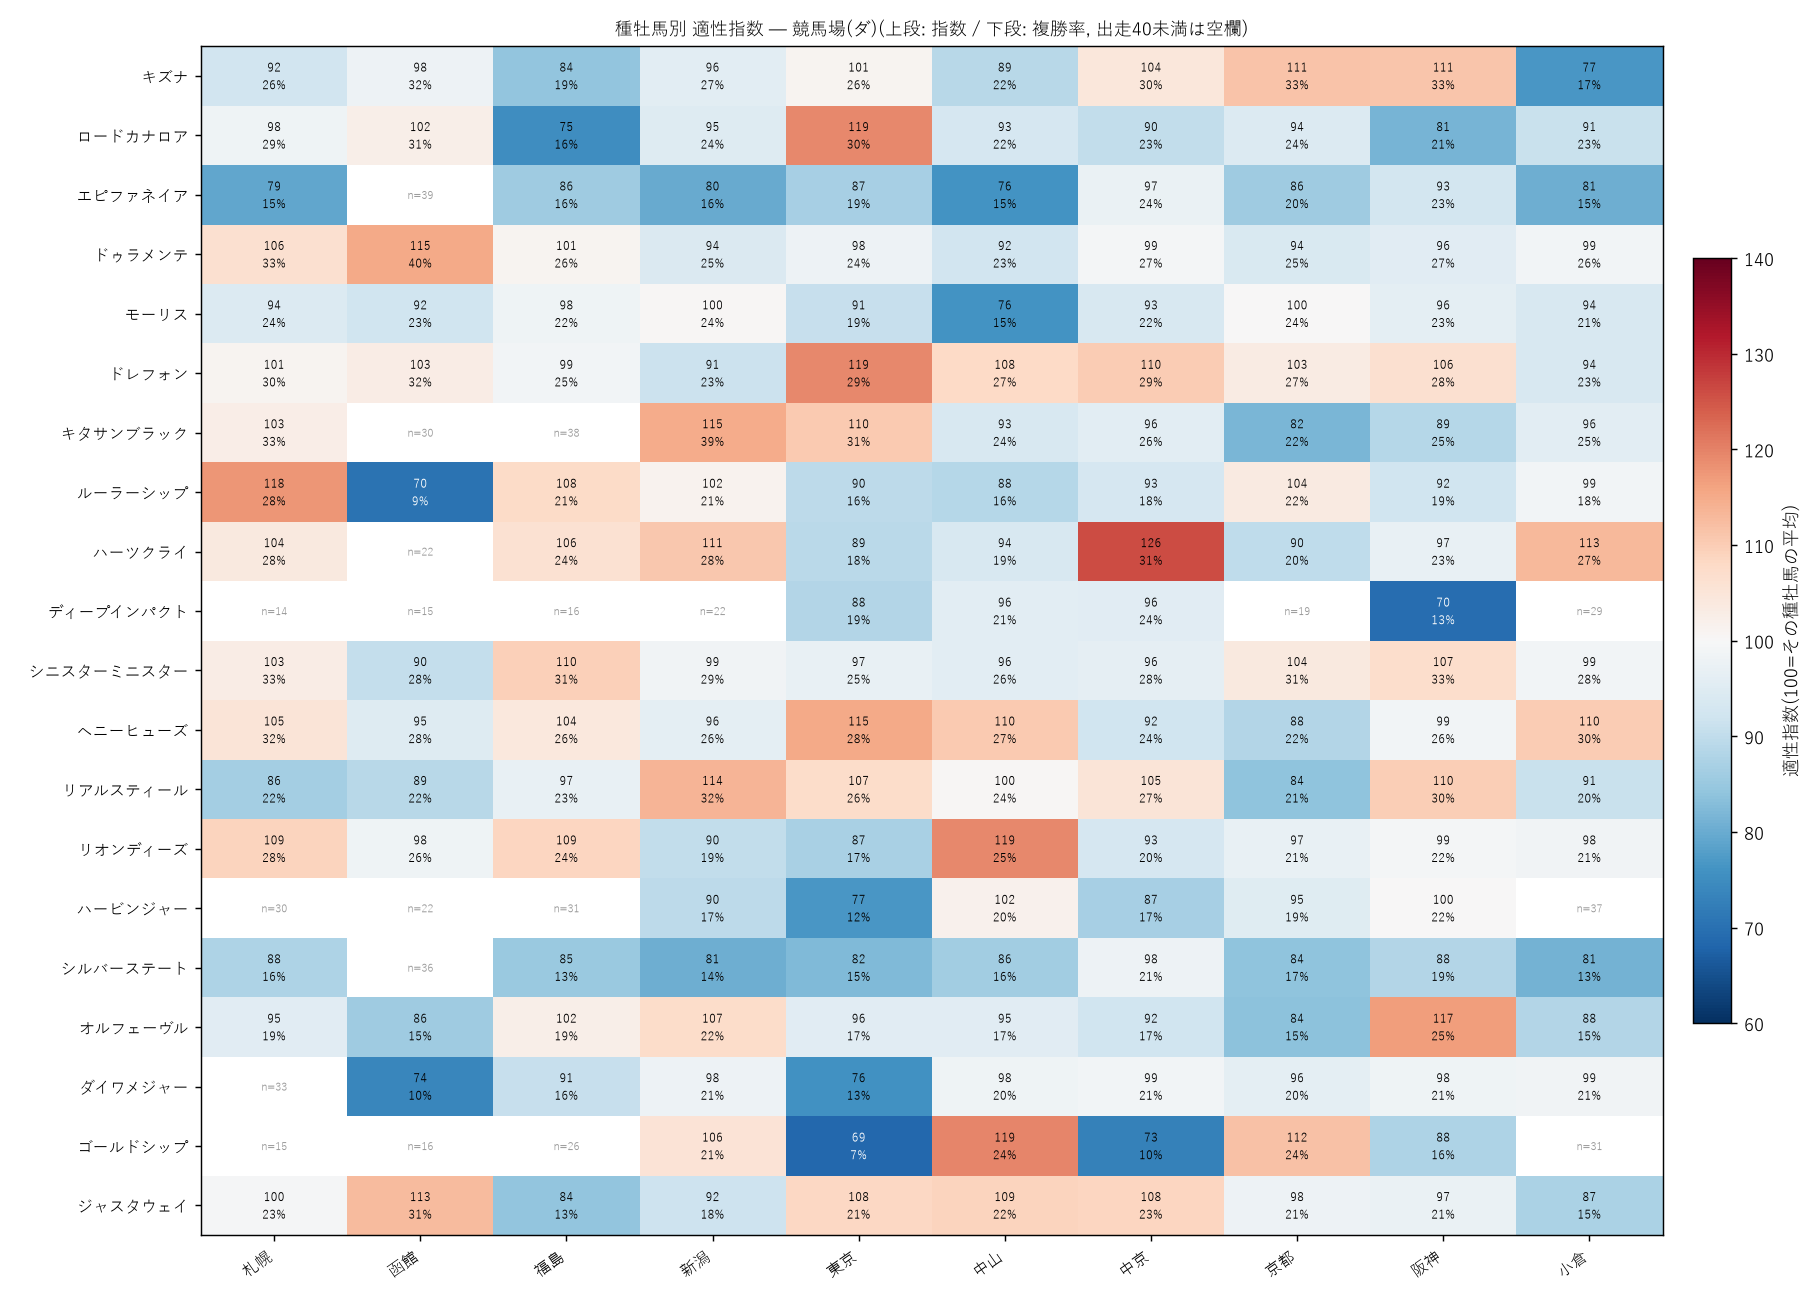 種牡馬別 適性指数 — 競馬場(ダ)(上段: 指数 / 下段: 複勝率, 出走40未満は空欄)
キズナ 92 98 84 96 101 89 104 111 111 77
26% 32% 19% 27% 26% 22% 30% 33% 33% 17%
ロードカナロア 98 102 75 95 119 93 90 94 81 91
29% 31% 16% 24% 30% 22% 23% 24% 21% 23%
エピファネイア 79 n=39 86 80 87 76 97 86 93 81
15% 16% 16% 19% 15% 24% 20% 23% 15%
ドゥラメンテ 106 115 101 94 98 92 99 94 96 99
33% 40% 26% 25% 24% 23% 27% 25% 27% 26%
モーリス 94 92 98 100 91 76 93 100 96 94
24% 23% 22% 24% 19% 15% 22% 24% 23% 21%
ドレフォン 101 103 99 91 119 108 110 103 106 94
30% 32% 25% 23% 29% 27% 29% 27% 28% 23%
キタサンブラック 103 n=30 n=38 115 110 93 96 82 89 96
33% 39% 31% 24% 26% 22% 25% 25%
ルーラーシップ 118 70 108 102 90 88 93 104 92 99
28% 9% 21% 21% 16% 16% 18% 22% 19% 18%
ハーツクライ 104 n=22 106 111 89 94 126 90 97 113
28% 24% 28% 18% 19% 31% 20% 23% 27%
ディープインパクト n=14 n=15 n=16 n=22 88 96 96 n=19 70 n=29
19% 21% 24% 13%
シニスターミニスター 103 90 110 99 97 96 96 104 107 99
33% 28% 31% 29% 25% 26% 28% 31% 33% 28%
ヘニーヒューズ 105 95 104 96 115 110 92 88 99 110
32% 28% 26% 26% 28% 27% 24% 22% 26% 30%
リアルスティール 86 89 97 114 107 100 105 84 110 91
22% 22% 23% 32% 26% 24% 27% 21% 30% 20%
リオンディーズ 109 98 109 90 87 119 93 97 99 98
28% 26% 24% 19% 17% 25% 20% 21% 22% 21%
ハービンジャー n=30 n=22 n=31 90 77 102 87 95 100 n=37
17% 12% 20% 17% 19% 22%
シルバーステート 88 n=36 85 81 82 86 98 84 88 81
16% 13% 14% 15% 16% 21% 17% 19% 13%
オルフェーヴル 95 86 102 107 96 95 92 84 117 88
19% 15% 19% 22% 17% 17% 17% 15% 25% 15%
ダイワメジャー n=33 74 91 98 76 98 99 96 98 99
10% 16% 21% 13% 20% 21% 20% 21% 21%
ゴールドシップ n=15 n=16 n=26 106 69 119 73 112 88 n=31
21% 7% 24% 10% 24% 16%
ジャスタウェイ 100 113 84 92 108 109 108 98 97 87
23% 31% 13% 18% 21% 22% 23% 21% 21% 15%
札幌 函館 福島 新潟 東京 中山 中京 京都 阪神 小倉
140
130
120
110
100
90
80
70
60
適性指数(100=その種牡馬の平均)